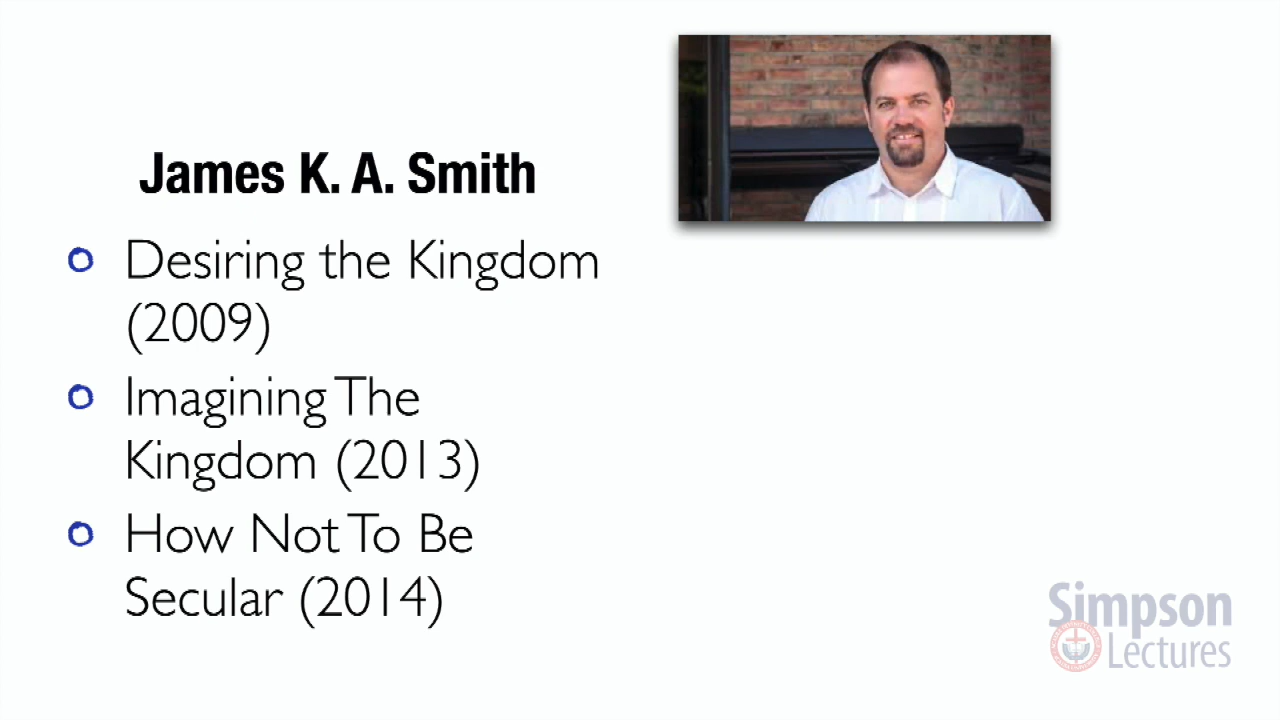 James K. A. Smith
Desiring the Kingdom
(2009)
Imagining The
Kingdom (2013)
How Not To Be
Secular (2014)
Simpson
Lectures